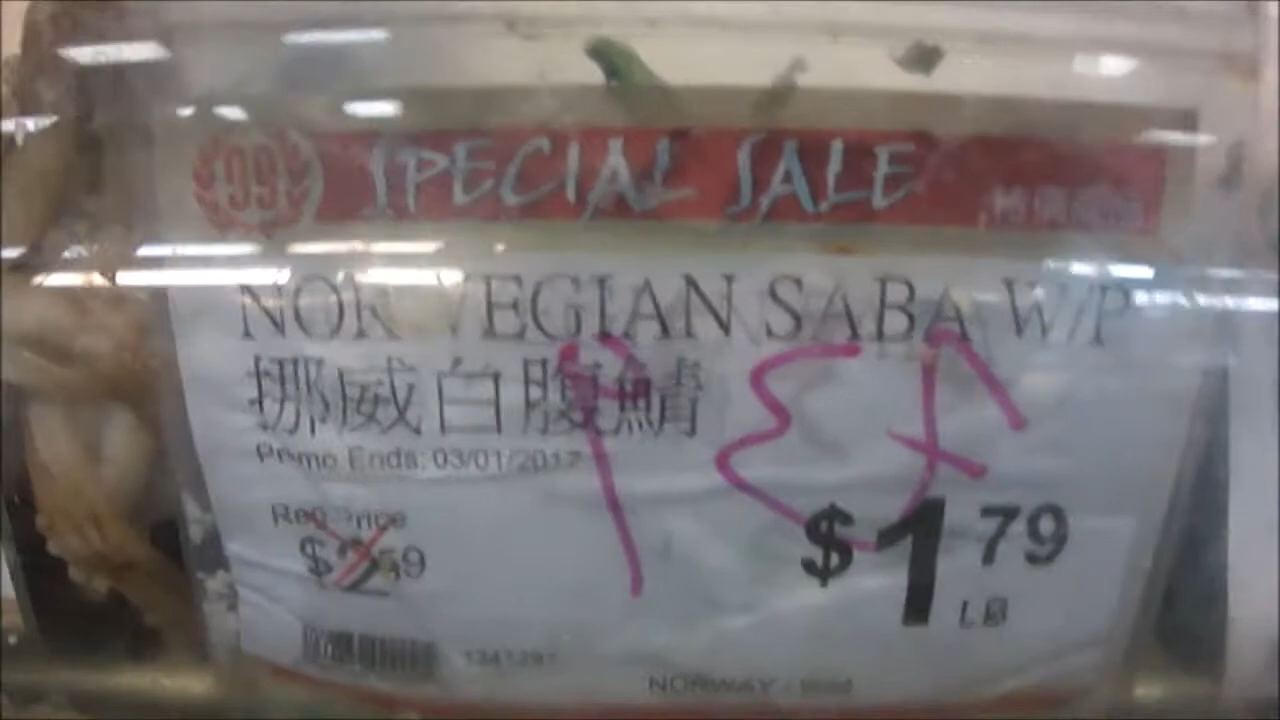 99 SPECIAL SALE
NORWEGIAN SABA W/P
挪威白腹鯖
Promo Ends: 03/01/2017
Reg Price
$2.59
$1.79
LB
NORWAY -